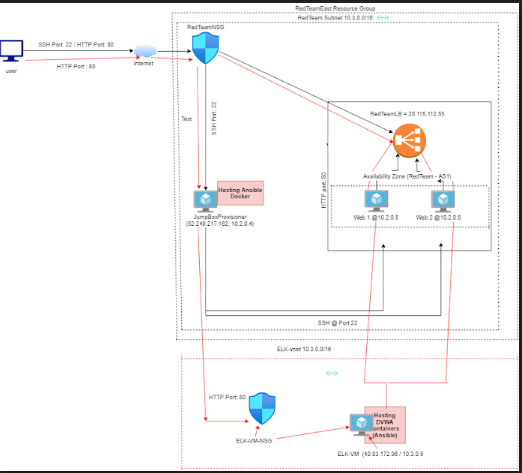 RedTeamEast Resource Group
RedTeam Subnet 10.3.0.0/16
RedTeamNSG
SSH Port: 22 / HTTP Port: 80
user
Internet
HTTP Port : 80
Text
SSH Port: 22
RedTeamLB = 20.115.112.55
Availability Zone (RedTeam - AS1)
HTTP port: 80
Hosting Ansible
Docker
JumpBoxProvisioner
(52.249.217.182, 10.2.0.4)
Web 1 @10.2.0.5
Web 2 @10.2.0.
SSH @ Port 22
ELK-vnet 10.3.0.0/16
HTTP Port: 80
ELK-VM-NSG
Hosting
DVWA
ontainers
(Ansible)
ELK-VM (40.83.172.98 / 10.3.0.5